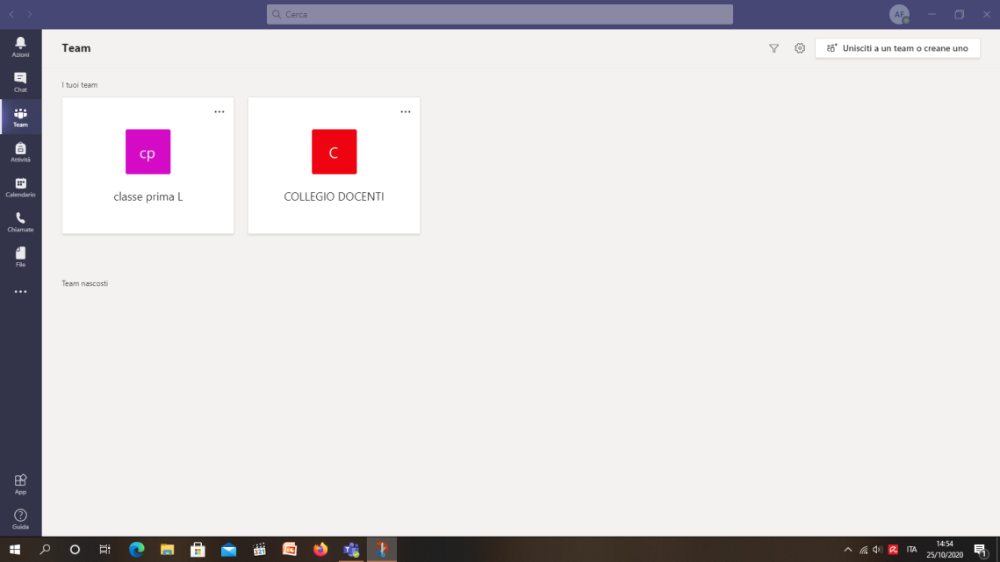 Cerca
AF
Azioni
Chat
Team
Attività
Calendario
Chiamate
File
App
Guida
Team
Unisciti a un team o creane uno
I tuoi team
cp
classe prima L
C
COLLEGIO DOCENTI
Team nascosti
ITA
14:54
25/10/2020
1